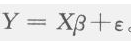 Y = Xβ+ε。